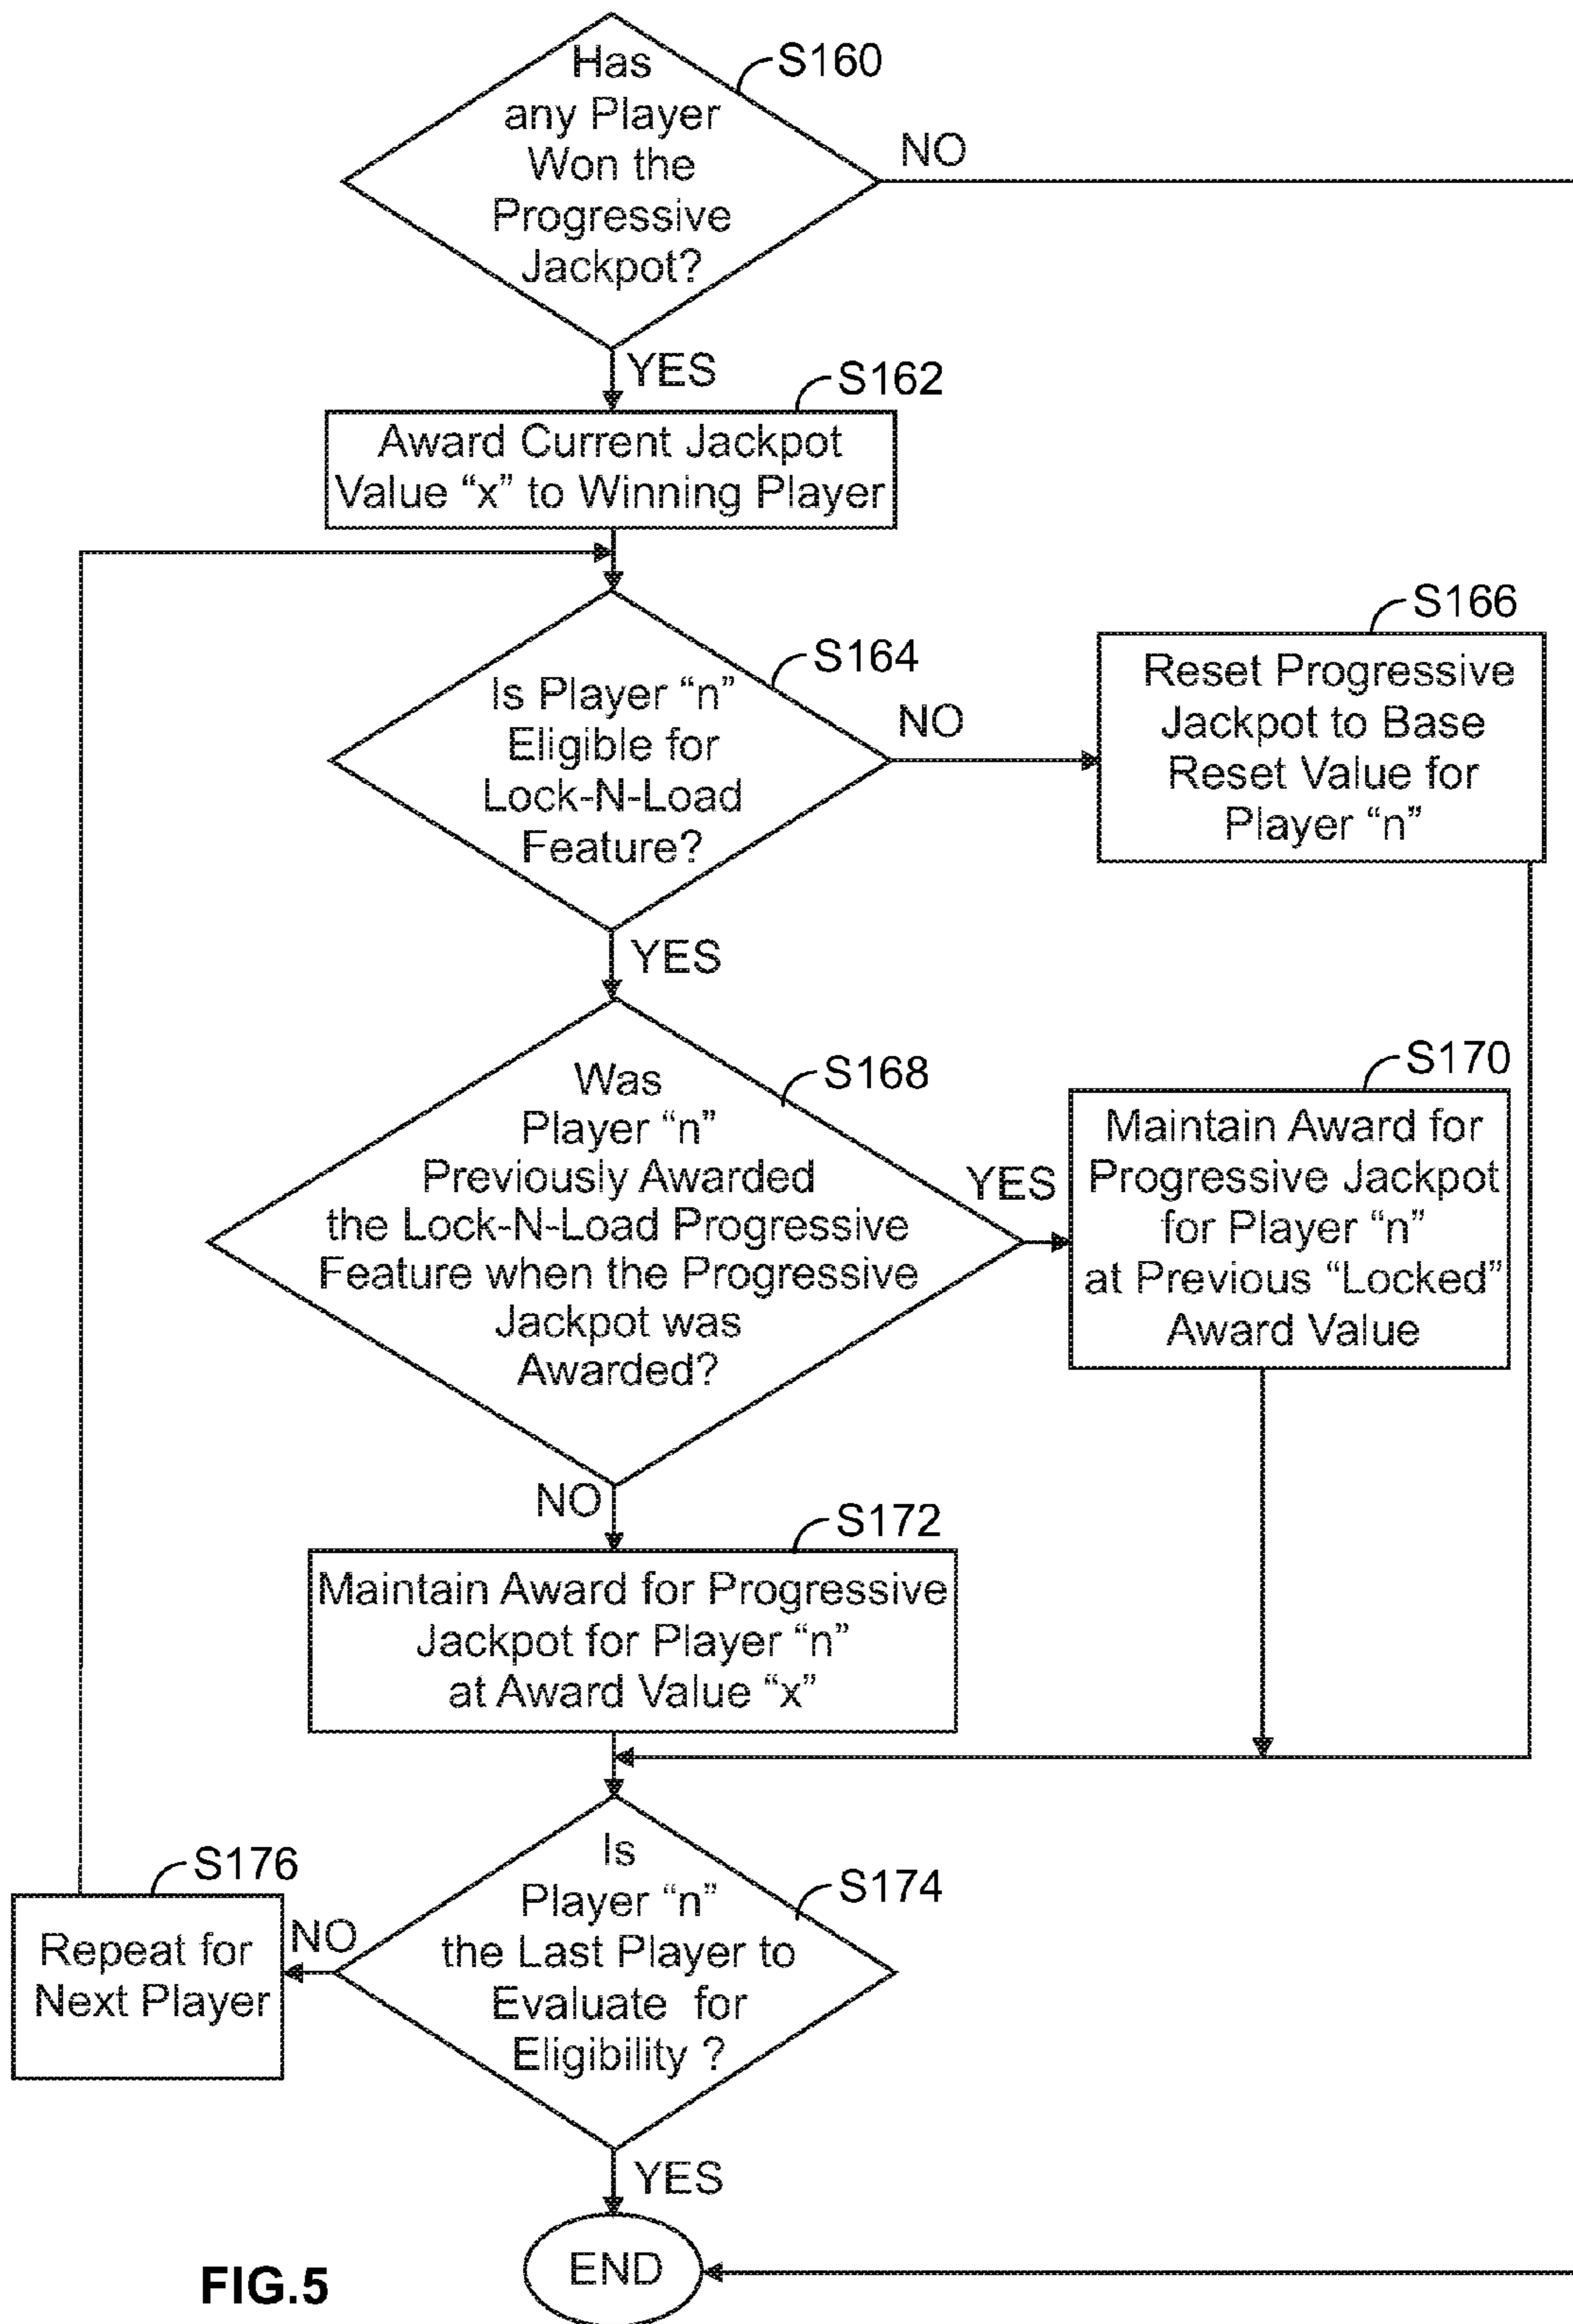 Has
any Player
Won the
Progressive
Jackpot?
S160
NO
YES
S162
Award Current Jackpot
Value “x” to Winning Player
S164
Is Player “n”
Eligible for
Lock-N-Load
Feature?
NO
S166
Reset Progressive
Jackpot to Base
Reset Value for
Player “n”
YES
S168
Was
Player “n”
Previously Awarded
the Lock-N-Load Progressive
Feature when the Progressive
Jackpot was
Awarded?
YES
S170
Maintain Award for
Progressive Jackpot
for Player “n”
at Previous “Locked”
Award Value
NO
S172
Maintain Award for Progressive
Jackpot for Player “n”
at Award Value “x”
S174
Is
Player “n”
the Last Player to
Evaluate for
Eligibility ?
NO
S176
Repeat for
Next Player
YES
END
FIG.5